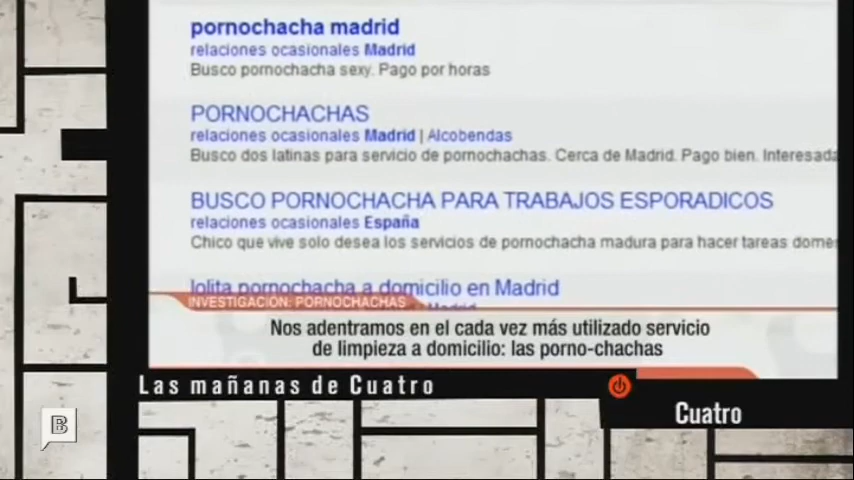 pornochacha madrid
relaciones ocasionales Madrid
Busco pornochacha sexy. Pago por horas
PORNOCHACHAS
relaciones ocasionales Madrid | Alcobendas
Busco dos latinas para servicio de pornochachas. Cerca de Madrid. Pago bien. Interesada
BUSCO PORNOCHACHA PARA TRABAJOS ESPORADICOS
relaciones ocasionales España
Chico que vive solo desea los servicios de pornochacha madura para hacer tareas dome
lolita pornochacha a domicilio en Madrid
Madrid
INVESTIGACIÓN: PORNOCHACHAS
Nos adentramos en el cada vez más utilizado servicio
de limpieza a domicilio: las porno-chachas
Las mañanas de Cuatro
Cuatro
B